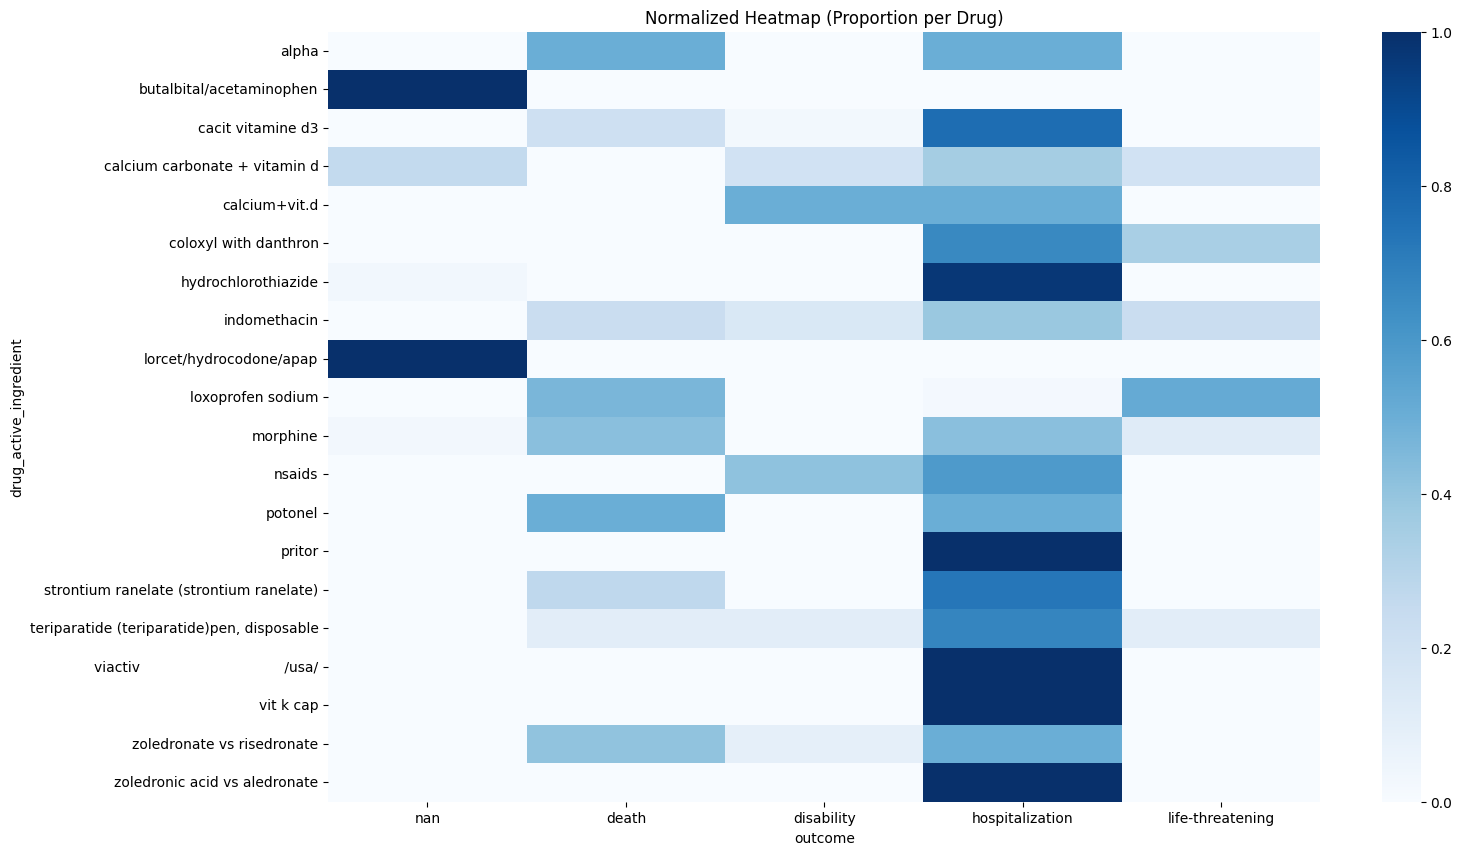 Normalized Heatmap (Proportion per Drug)
drug_active_ingredient
alpha
butalbital/acetaminophen
cacit vitamine d3
calcium carbonate + vitamin d
calcium+vit.d
coloxyl with danthron
hydrochlorothiazide
indomethacin
lorcet/hydrocodone/apap
loxoprofen sodium
morphine
nsaids
potonel
pritor
strontium ranelate (strontium ranelate)
teriparatide (teriparatide)pen, disposable
viactiv /usa/
vit k cap
zoledronate vs risedronate
zoledronic acid vs aledronate
nan death disability hospitalization life-threatening
outcome
1.0
0.8
0.6
0.4
0.2
0.0